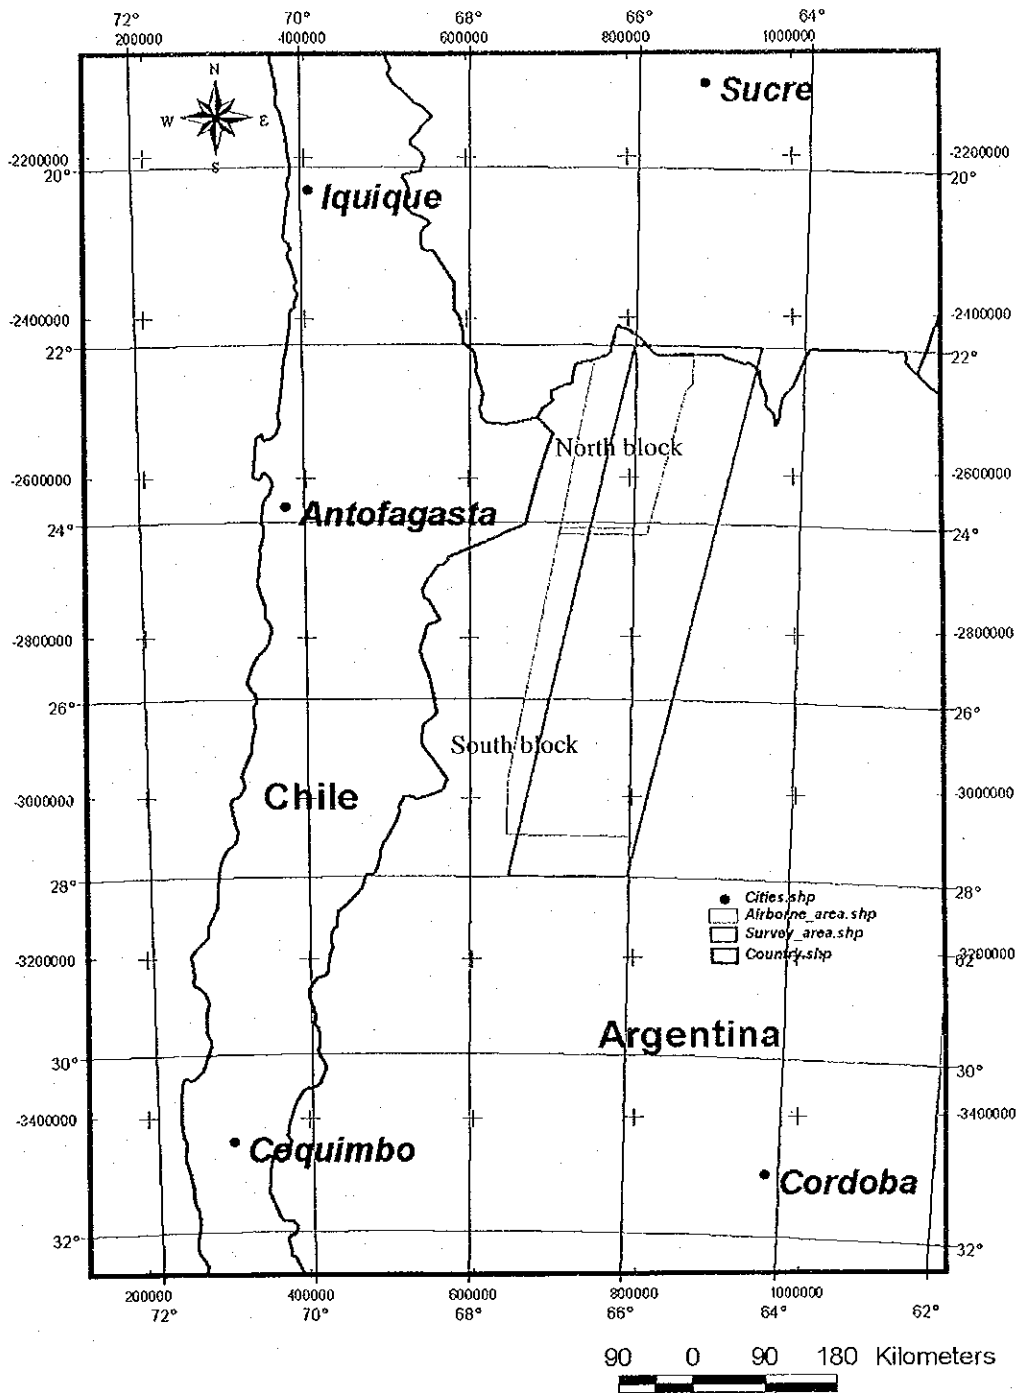 72° 70° 68° 66° 64°
200000 400000 600000 800000 1000000
N
W E
S
Sucre
-2200000 -2200000
20° 20°
Iquique
-2400000 -2400000
22° 22°
North block
-2600000 -2600000
Antofagasta
24° 24°
-2800000 -2800000
26° 26°
South block
Chile
-3000000 -3000000
28° 28°
Cities.shp
Airborne_area.shp
Survey_area.shp
Country.shp
-3200000 3200000
Argentina
30° 30°
-3400000 -3400000
Coquimbo
Cordoba
32° 32°
200000 400000 600000 800000 1000000
72° 70° 68° 66° 64° 62°
90 0 90 180 Kilometers